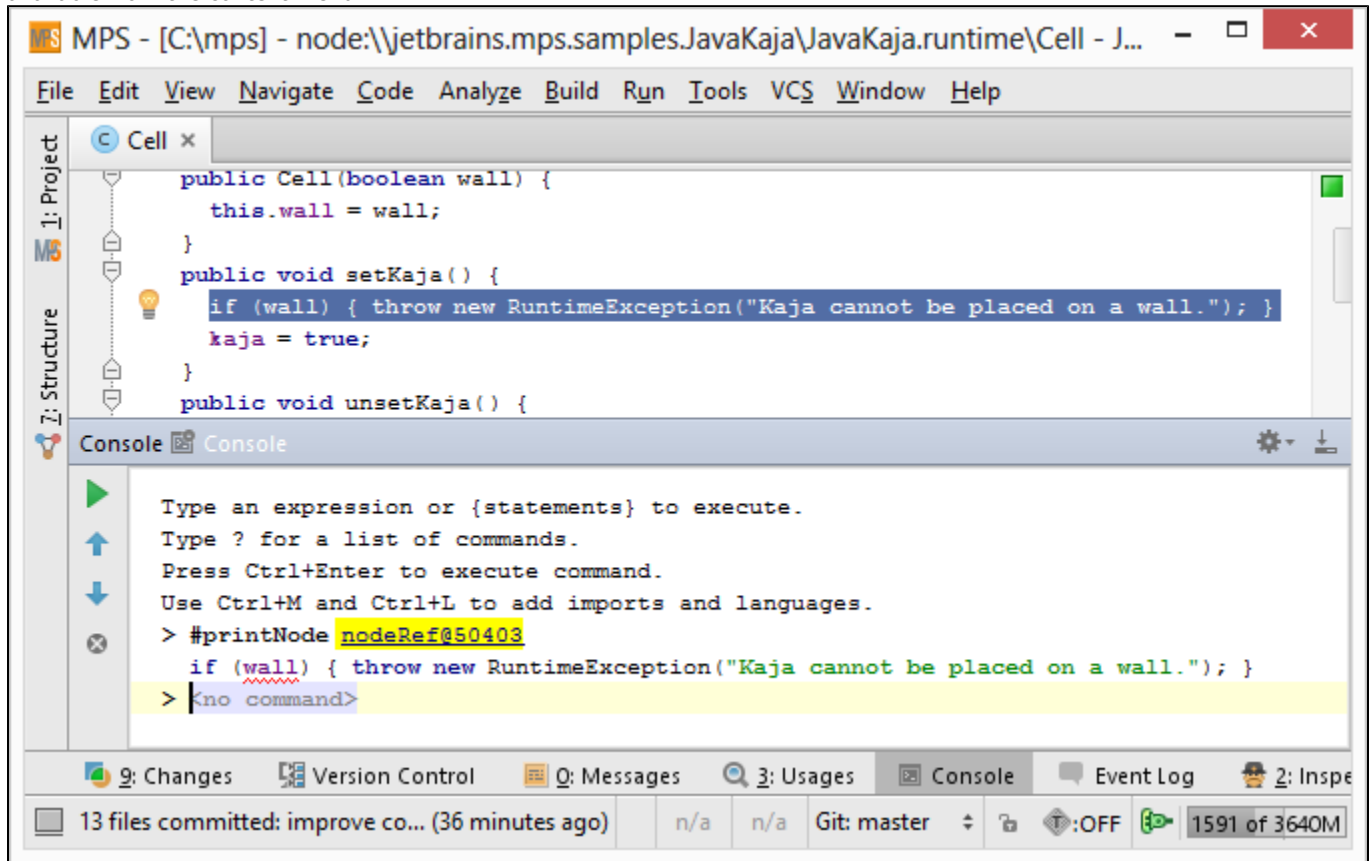 MPS MPS - [C:\mps] - node:\\jetbrains.mps.samples.JavaKaja\JavaKaja.runtime\Cell - J...
File Edit View Navigate Code Analyze Build Run Tools VCS Window Help
1: Project
MPS
7: Structure
C Cell ×
public Cell(boolean wall) {
this.wall = wall;
}
public void setKaja() {
if (wall) { throw new RuntimeException("Kaja cannot be placed on a wall."); }
kaja = true;
}
public void unsetKaja() {
Console Console
Type an expression or {statements} to execute.
Type ? for a list of commands.
Press Ctrl+Enter to execute command.
Use Ctrl+M and Ctrl+L to add imports and languages.
> #printNode nodeRef@50403
if (wall) { throw new RuntimeException("Kaja cannot be placed on a wall."); }
> <no command>
9: Changes Version Control 0: Messages 3: Usages Console Event Log 2: Inspe
13 files committed: improve co... (36 minutes ago) n/a n/a Git: master T:OFF 1591 of 3640M